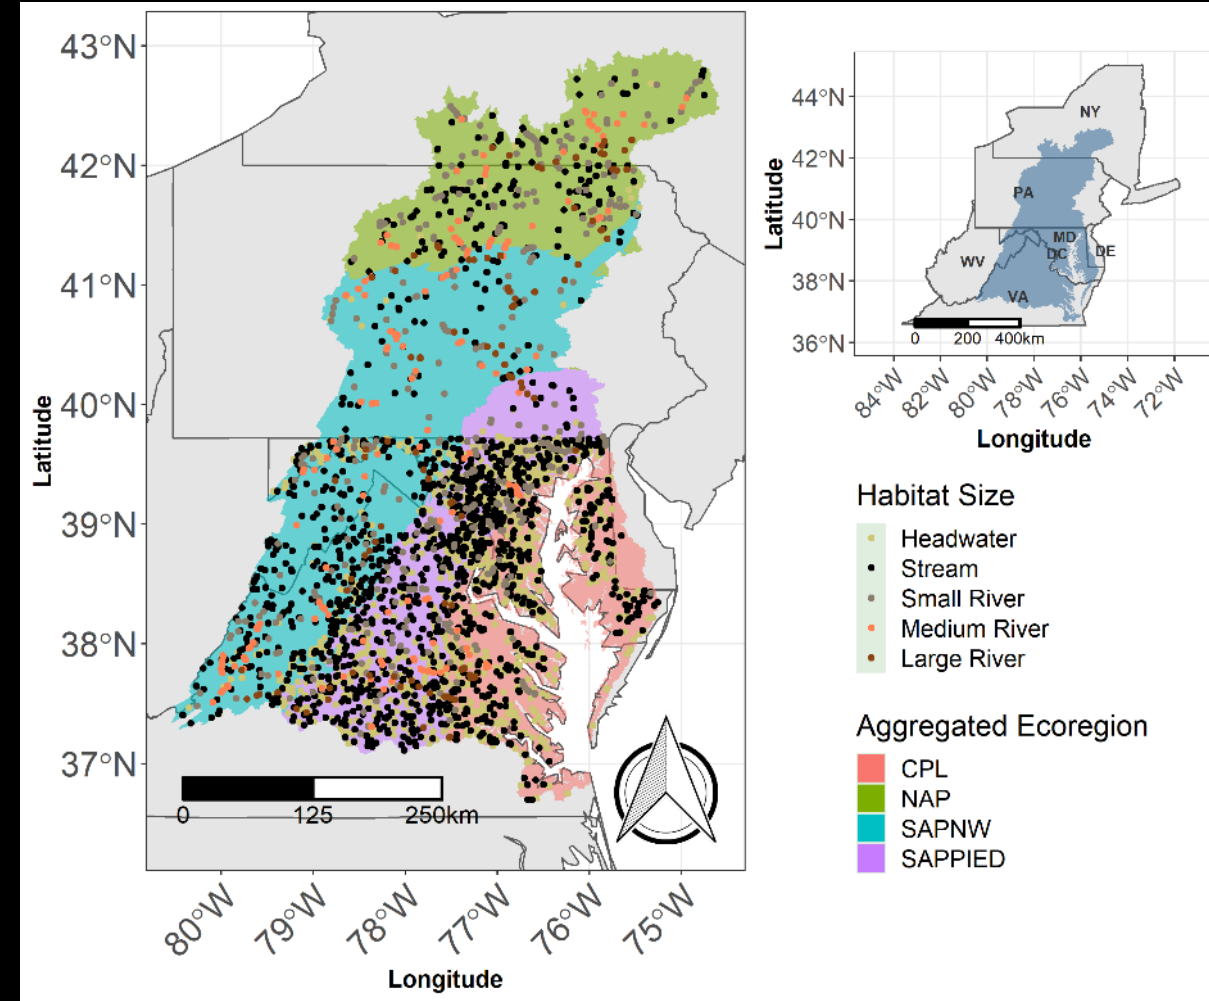 43°N
42°N
41°N
40°N
39°N
38°N
37°N
Latitude
0 125 250km
80°W 79°W 78°W 77°W 76°W 75°W
Longitude
44°N
42°N
40°N
38°N
36°N
Latitude
NY
PA
MD
WV DC DE
VA
0 200 400km
84°W 82°W 80°W 78°W 76°W 74°W 72°W
Longitude
Habitat Size
Headwater
Stream
Small River
Medium River
Large River
Aggregated Ecoregion
CPL
NAP
SAPNW
SAPPIED